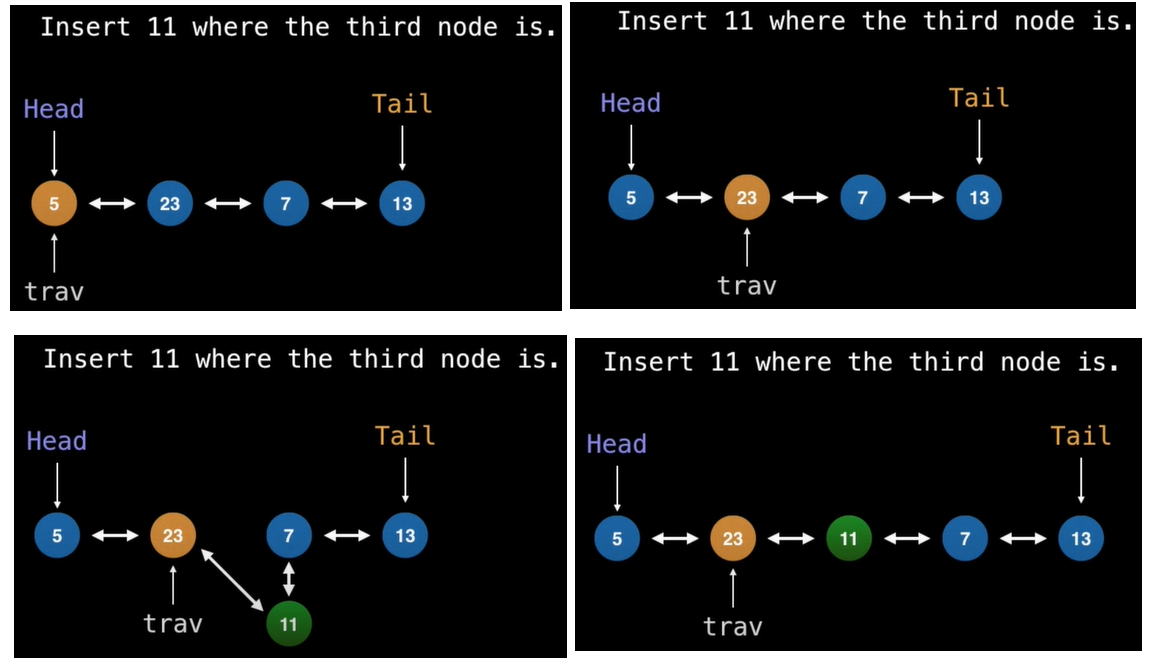 Insert 11 where the third node is.
Head
Tail
5 23 7 13
trav
Insert 11 where the third node is.
Head
Tail
5 23 7 13
trav
Insert 11 where the third node is.
Head
Tail
5 23 7 13
trav
11
Insert 11 where the third node is.
Head
Tail
5 23 11 7 13
trav